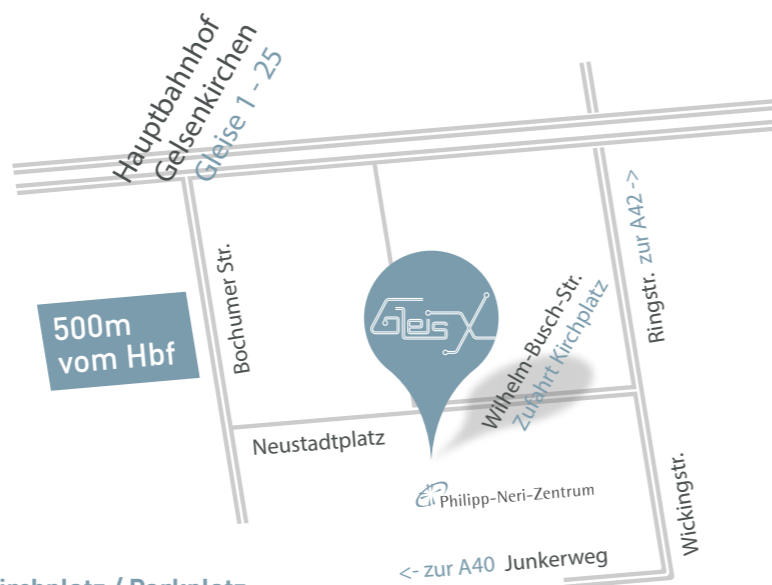 Hauptbahnhof
Gelsenkirchen
Gleise 1 - 25
500m
vom Hbf
Bochumer Str.
GleisX
Wilhelm-Busch-Str.
Zufahrt Kirchplatz
Ringstr. zur A42 ->
Neustadtplatz
Philipp-Neri-Zentrum
Wickingstr.
<- zur A40 Junkerweg